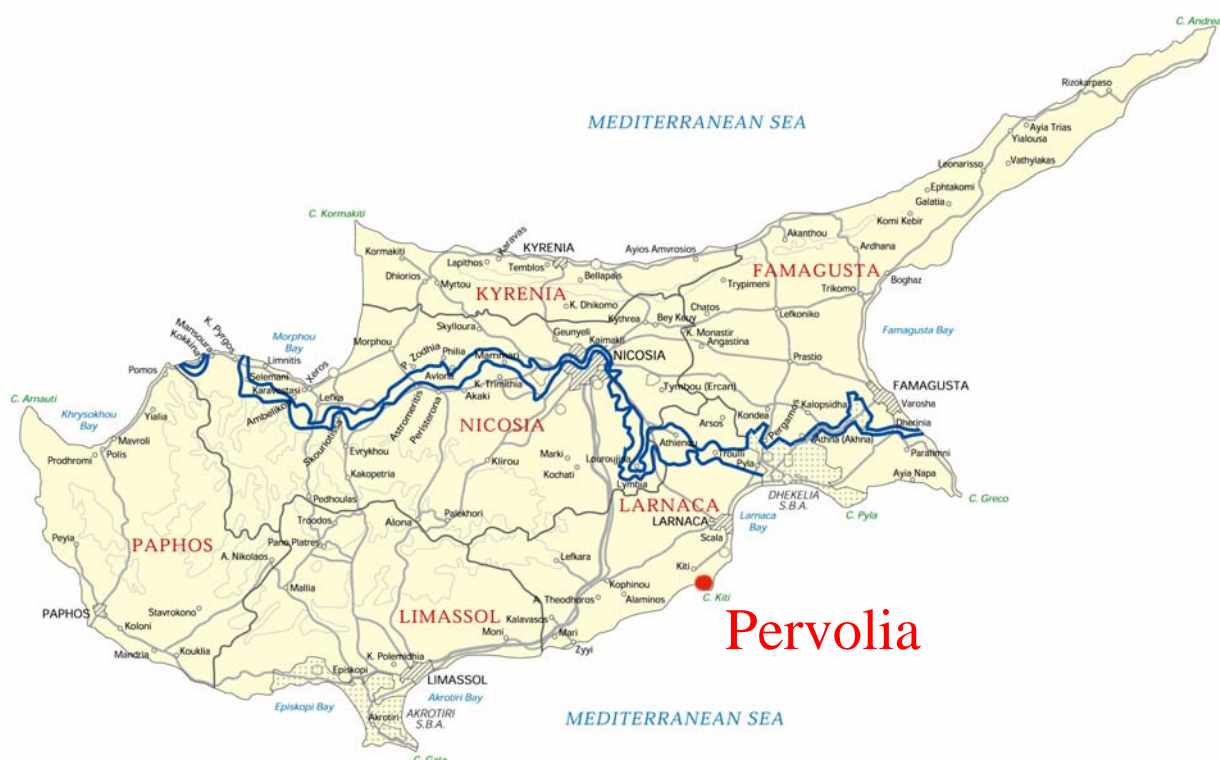 C. Andreas
Rizokarpaso
MEDITERRANEAN SEA
Ayia Trias
Yialousa
Leonarisso
Vathylakas
Ephtakomi
Galatia
C. Kormakiti
Komi Kebir
Karavas
KYRENIA
Akanthou
Kormakiti
Lapithos
Temblos
Ayios Amvrosios
Ardhana
Bellapais
FAMAGUSTA
Dhiorios
Myrtou
Trypimeni
Boghaz
KYRENIA
Trikomo
K. Dhikomo
Chatos
Lefkoniko
Kythrea
Bey Keuy
Skylloura
Geunyeli
K. Monastir
Famagusta Bay
Mansoura
K. Pyrgos
Morphou
Bay
Kaimakli
Angastina
Kokkina
Morphou
P. Zodhia
Philia
Mammari
NICOSIA
Prastio
Limnitis
Pomos
Xeros
Selemani
Avlona
K. Trimithia
Tymbou (Ercan)
FAMAGUSTA
Karavostasi
Lefka
Akaki
Kalopsidha
Varosha
C. Arnauti
Ambelikou
Astromeritis
Peristerona
Kondea
Khrysokhou
Bay
Yialia
NICOSIA
Arsos
Pergamos
Dherinia
Skouriotissa
Athienou
Athna (Akhna)
Mavroli
Evrykhou
Marki
Louroujina
Troulli
Paralimni
Prodhromi
Polis
Klirou
Pyla
Kakopetria
Kochati
Lymbia
Ayia Napa
DHEKELIA
S.B.A.
C. Greco
Pedhoulas
LARNACA
C. Pyla
Palekhori
Troodos
Alona
LARNACA
Larnaca
Bay
Scala
Peyia
PAPHOS
Pano Platres
A. Nikolaos
Lefkara
Kiti
Kophinou
Mallia
C. Kiti
A. Theodhoros
Alaminos
PAPHOS
Stavrokono
LIMASSOL
Kalavasos
Pervolia
Koloni
Moni
Mari
Zyyi
Mandria
Kouklia
K. Polemidhia
Episkopi
LIMASSOL
Akrotiri Bay
Episkopi Bay
AKROTIRI
S.B.A.
Akrotiri
MEDITERRANEAN SEA
C. Gata